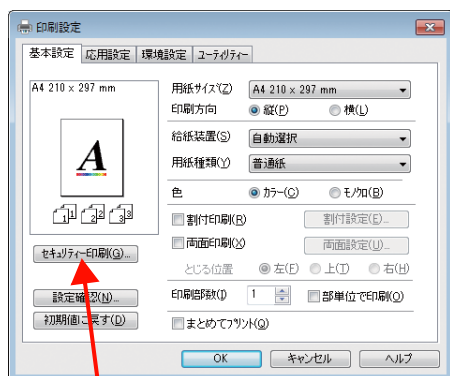 印刷設定
基本設定 応用設定 環境設定 ユーティリティー
A4 210 x 297 mm
用紙サイズ(Z) A4 210 x 297 mm
印刷方向 縦(P) 横(L)
給紙装置(S) 自動選択
用紙種類(Y) 普通紙
A
色 カラー(C) モノクロ(B)
1 1 2 2 3 3
割付印刷(R) 割付設定(E)...
両面印刷(X) 両面設定(U)...
セキュリティー印刷(G)...
とじる位置 左(F) 上(T) 右(H)
設定確認(N)... 印刷部数(I) 1 部単位で印刷(O)
初期値に戻す(D) まとめてプリント(Q)
OK キャンセル ヘルプ